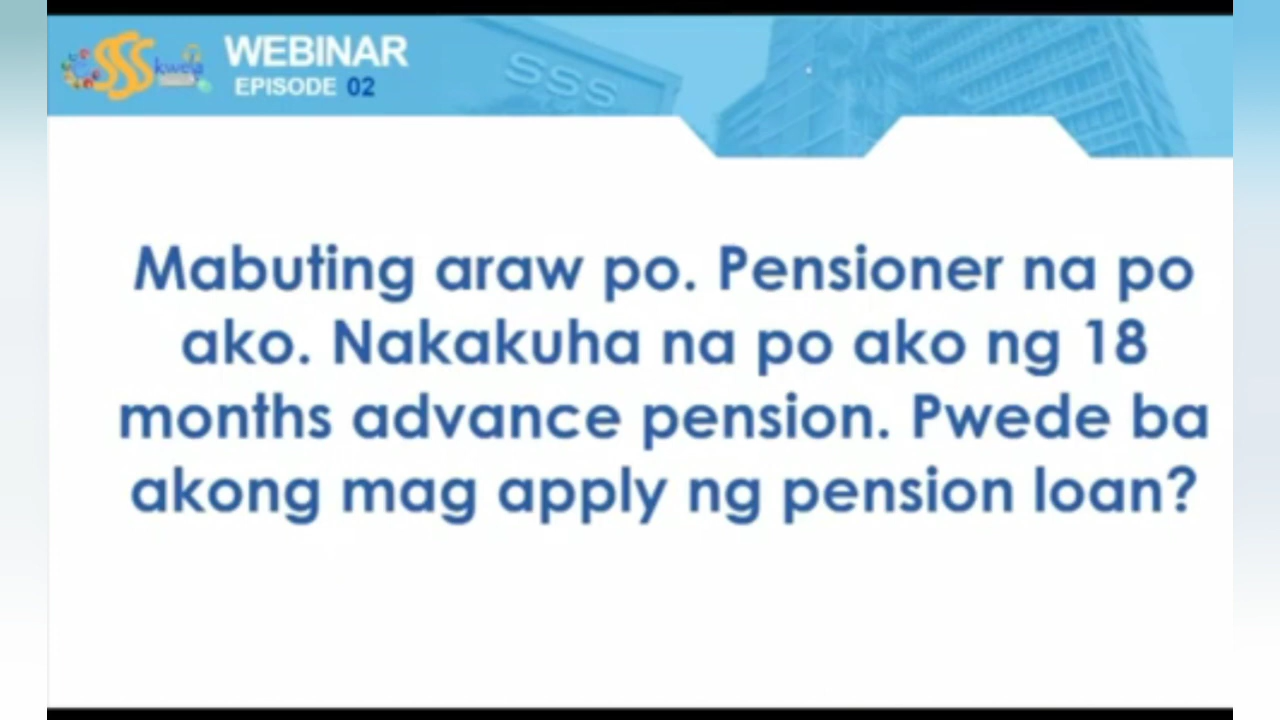 SSSkwela
WEBINAR
EPISODE 02
SSS
Mabuting araw po. Pensioner na po
ako. Nakakuha na po ako ng 18
months advance pension. Pwede ba
akong mag apply ng pension loan?